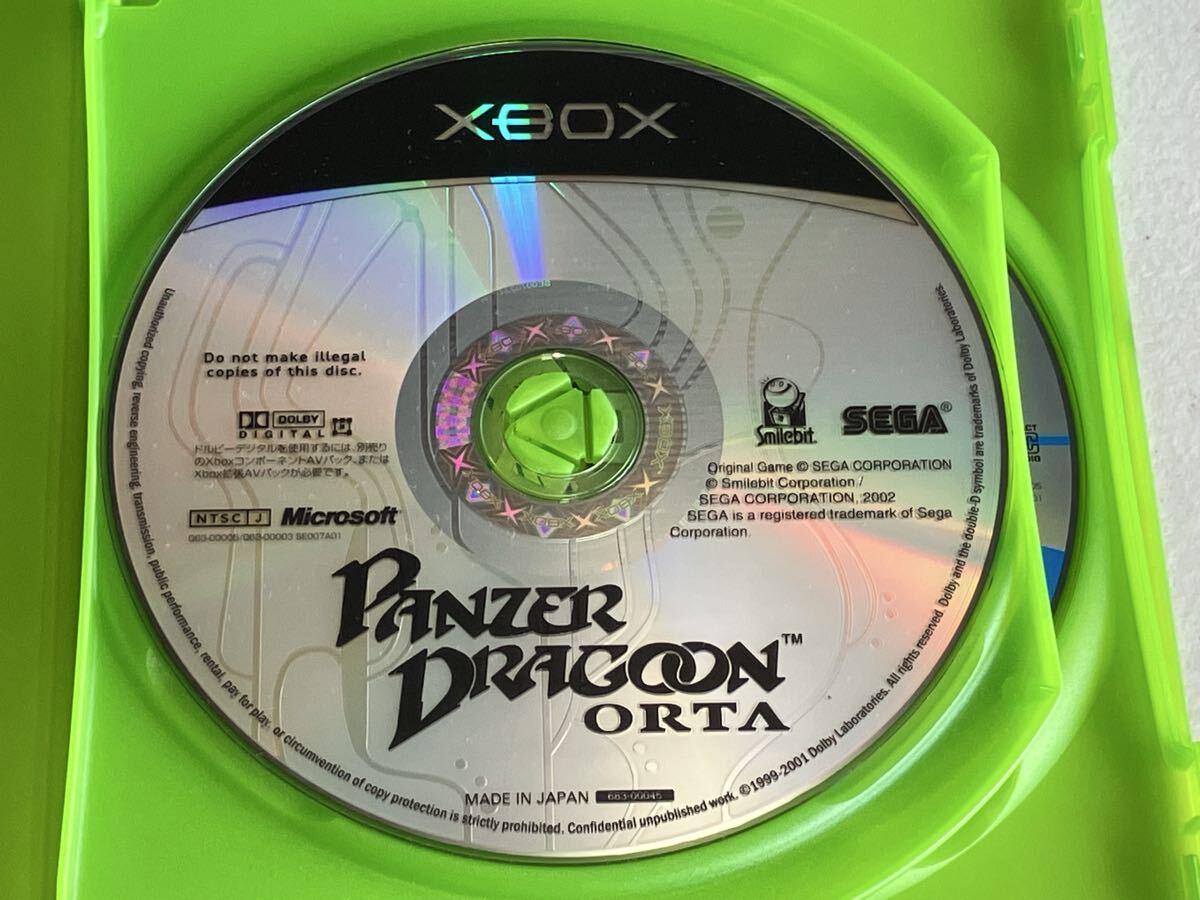 XBOX
Do not make illegal
copies of this disc.
DOLBY
DIGITAL
ドルビーデジタルを使用するには、別売り
のXboxコンポーネントAVパック、または
Xbox拡張AVパックが必要です。
NTSC J Microsoft
Smilebit
SEGA®
Original Game © SEGA CORPORATION
© Smilebit Corporation /
SEGA CORPORATION, 2002
SEGA is a registered trademark of Sega
Corporation.
PANZER
DRAGOON™
ORTA
MADE IN JAPAN 683-00045
Unauthorized copying, reverse engineering, transmission, public performance, rental, pay for play, or circumvention of copy protection is strictly prohibited. Confidential unpublished work. ©1999-2001 Dolby Laboratories. All rights reserved. Dolby and the double-D symbol are trademarks of Dolby Laboratories.